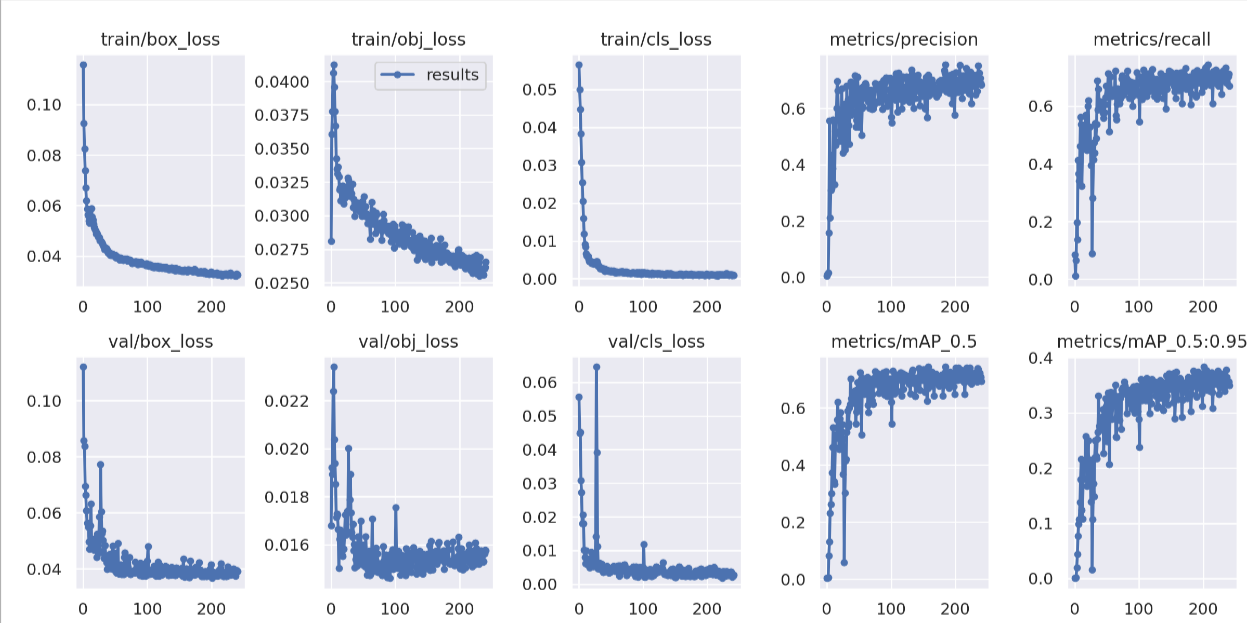 train/box_loss
train/obj_loss
train/cls_loss
metrics/precision
metrics/recall
results
0.10
0.08
0.06
0.04
0 100 200
0.0400
0.0375
0.0350
0.0325
0.0300
0.0275
0.0250
0 100 200
0.05
0.04
0.03
0.02
0.01
0.00
0 100 200
0.6
0.4
0.2
0.0
0 100 200
0.6
0.4
0.2
0.0
0 100 200
val/box_loss
val/obj_loss
val/cls_loss
metrics/mAP_0.5
metrics/mAP_0.5:0.95
0.10
0.08
0.06
0.04
0 100 200
0.022
0.020
0.018
0.016
0 100 200
0.06
0.05
0.04
0.03
0.02
0.01
0.00
0 100 200
0.6
0.4
0.2
0.0
0 100 200
0.4
0.3
0.2
0.1
0.0
0 100 200